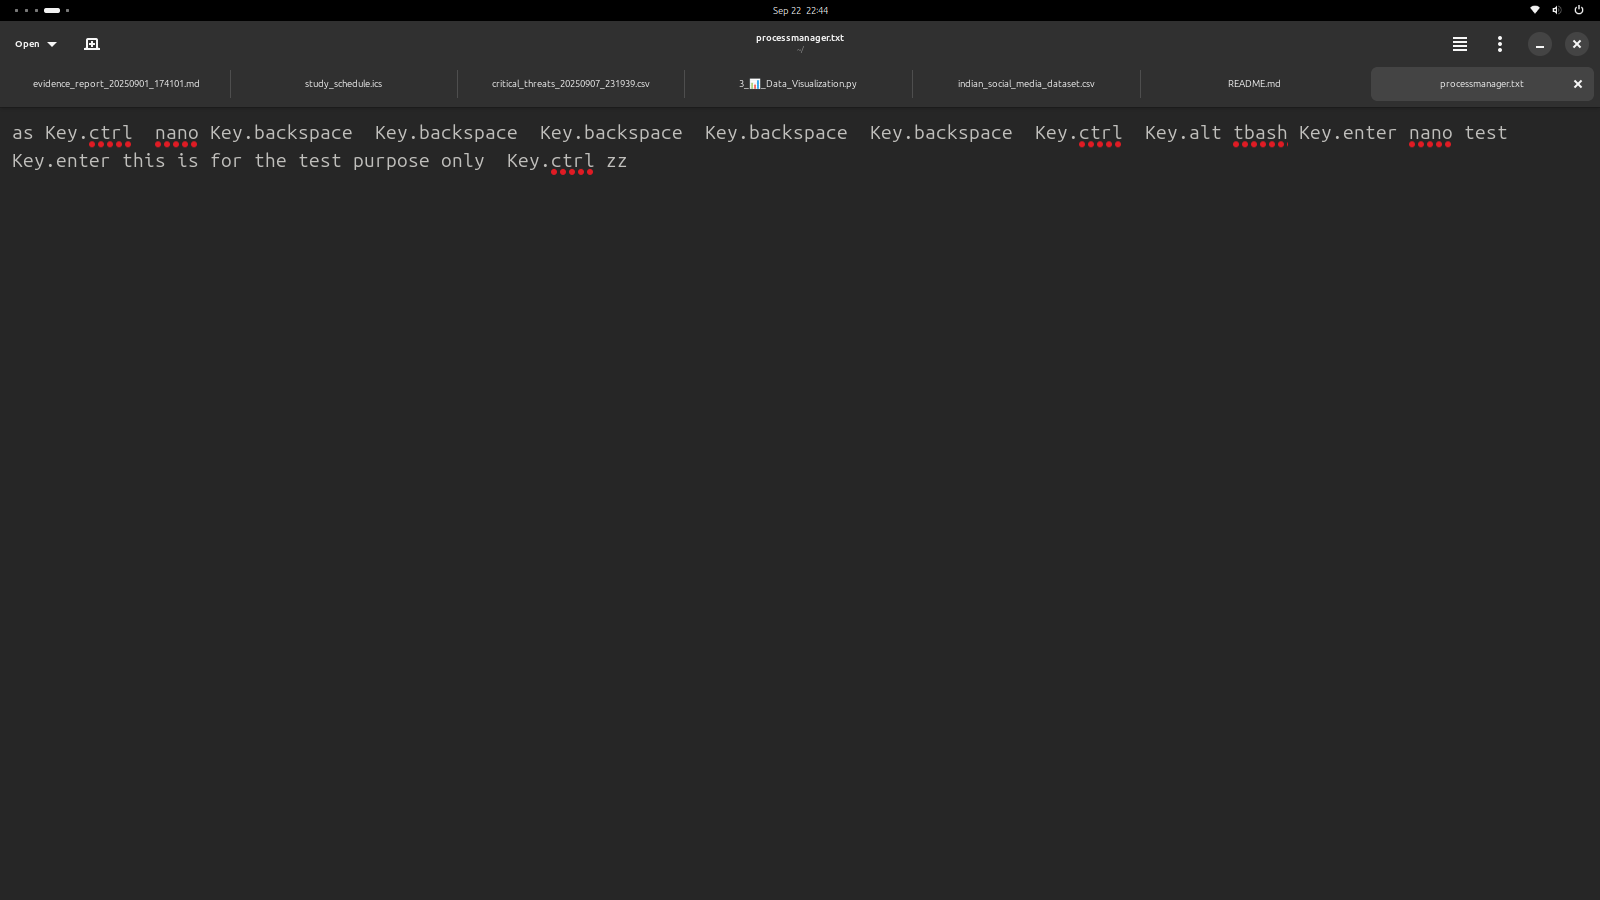 Sep 22 22:44
Open
processmanager.txt
~/
evidence_report_20250901_174101.md
study_schedule.ics
critical_threats_20250907_231939.csv
3_📊_Data_Visualization.py
indian_social_media_dataset.csv
README.md
processmanager.txt
as Key.ctrl  nano Key.backspace  Key.backspace  Key.backspace  Key.backspace  Key.backspace  Key.ctrl  Key.alt tbash Key.enter nano test
Key.enter this is for the test purpose only  Key.ctrl zz